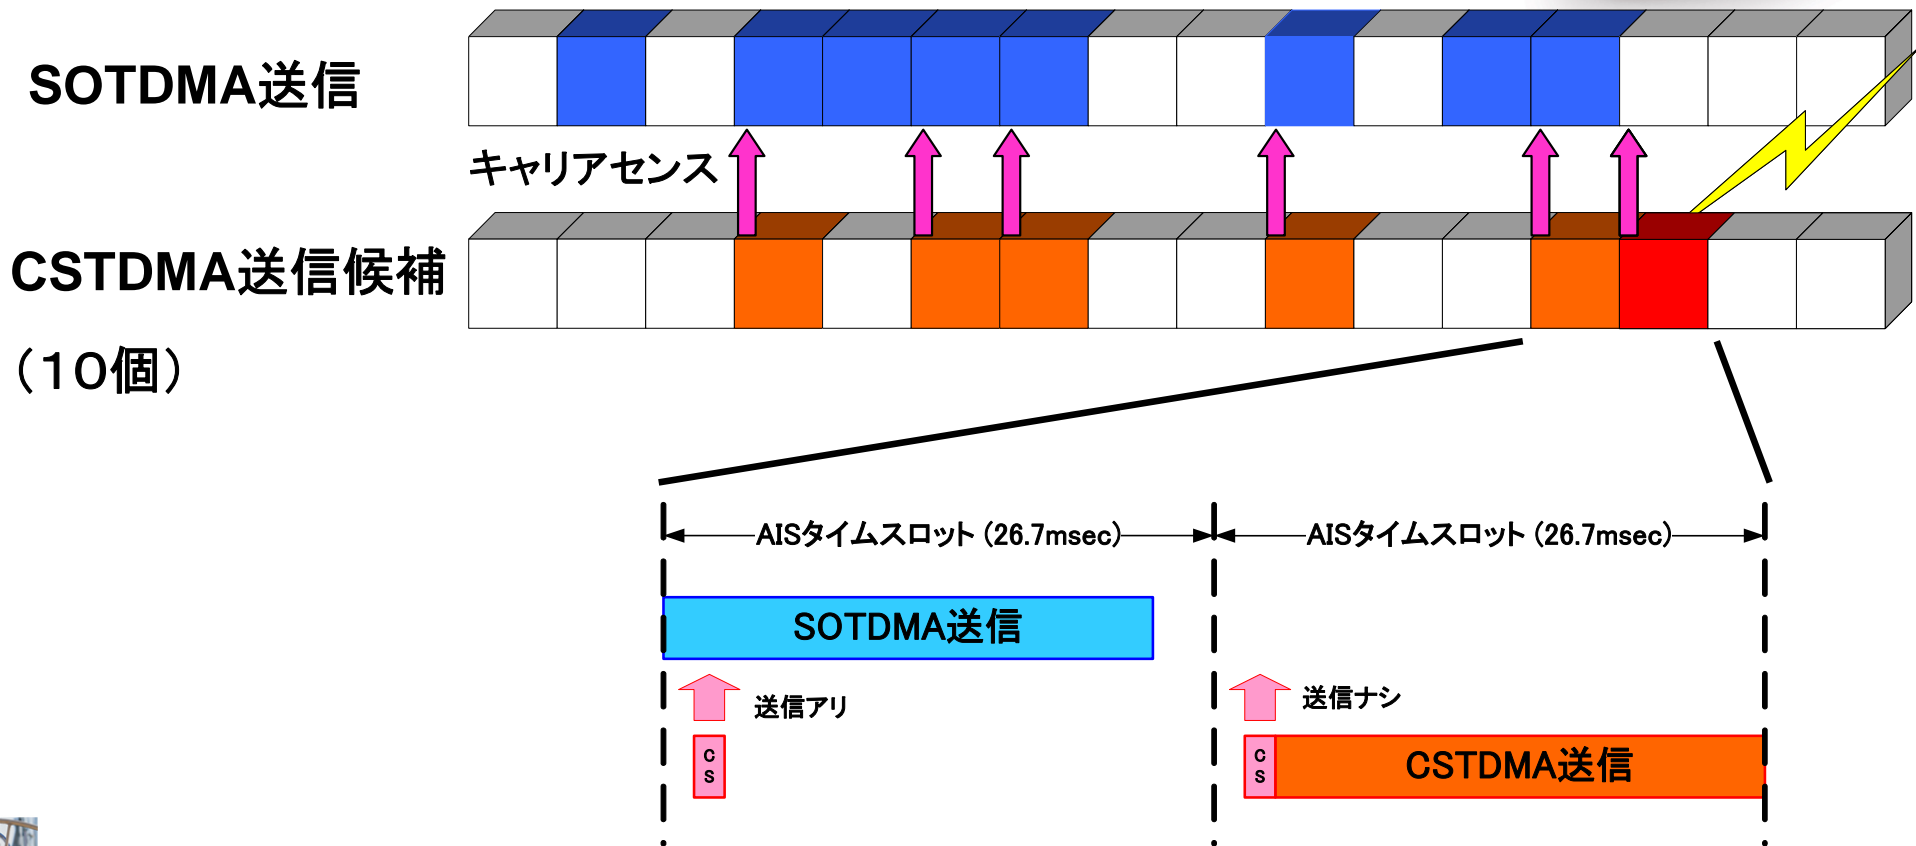 SOTDMA送信
キャリアセンス
CSTDMA送信候補
（１０個）
AISタイムスロット（26.7msec）
AISタイムスロット（26.7msec）
SOTDMA送信
送信アリ
送信ナシ
CS
CS
CSTDMA送信